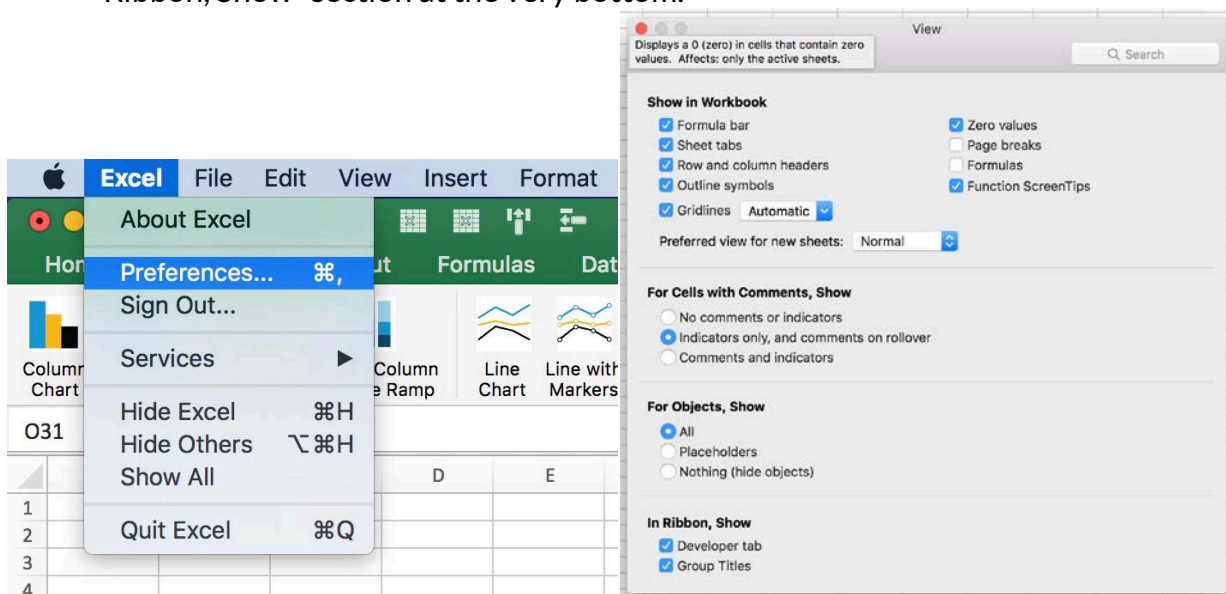 Ribbon, Show" section at the very bottom.
Excel File Edit View Insert Format
About Excel
Preferences... ⌘,
Sign Out...
Services ▶
Hide Excel ⌘H
Hide Others ⌥⌘H
Show All
Quit Excel ⌘Q
Formulas
Column
Chart
Column
Ramp
Line
Chart
Line with
Markers
O31
D E
1
2
3
4
View
Displays a 0 (zero) in cells that contain zero
values. Affects: only the active sheets.
Search
Show in Workbook
Formula bar
Sheet tabs
Row and column headers
Outline symbols
Gridlines Automatic
Zero values
Page breaks
Formulas
Function ScreenTips
Preferred view for new sheets: Normal
For Cells with Comments, Show
No comments or indicators
Indicators only, and comments on rollover
Comments and indicators
For Objects, Show
All
Placeholders
Nothing (hide objects)
In Ribbon, Show
Developer tab
Group Titles